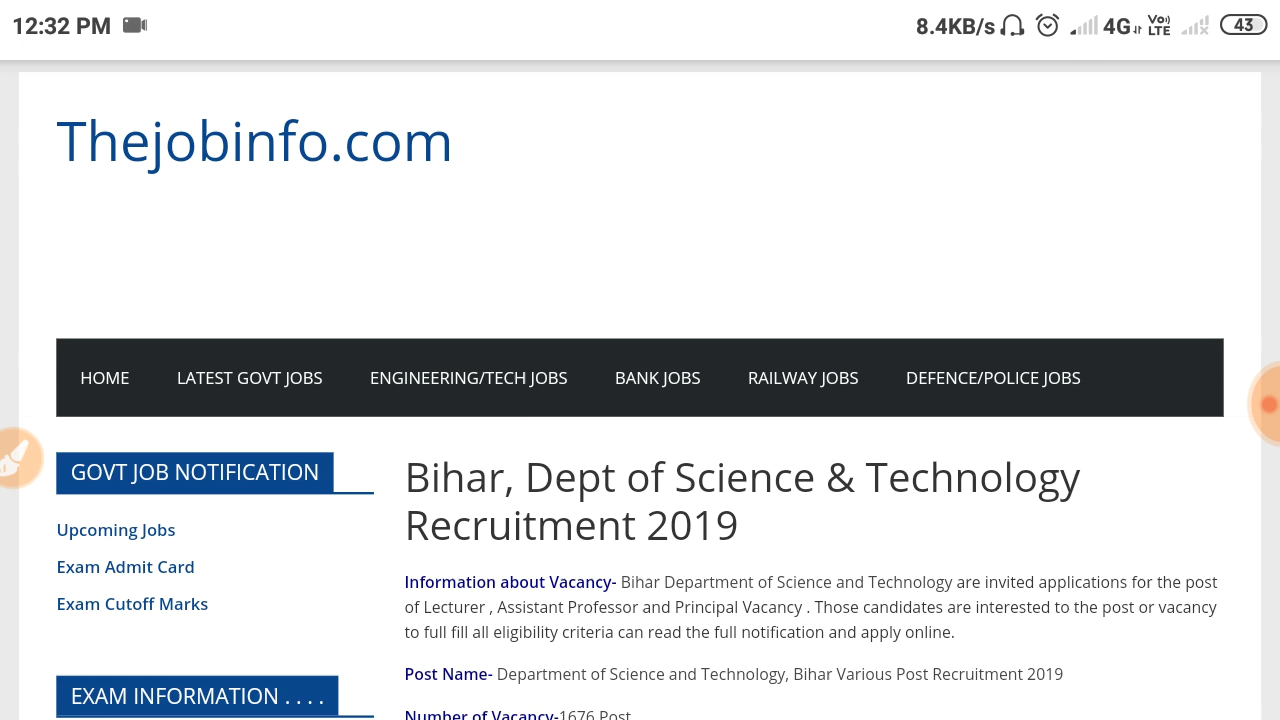 12:32 PM
8.4KB/s 4G Vo)) LTE 43
Thejobinfo.com
HOME LATEST GOVT JOBS ENGINEERING/TECH JOBS BANK JOBS RAILWAY JOBS DEFENCE/POLICE JOBS
GOVT JOB NOTIFICATION
Upcoming Jobs
Exam Admit Card
Exam Cutoff Marks
EXAM INFORMATION . . . .
Bihar, Dept of Science & Technology
Recruitment 2019
Information about Vacancy- Bihar Department of Science and Technology are invited applications for the post
of Lecturer , Assistant Professor and Principal Vacancy . Those candidates are interested to the post or vacancy
to full fill all eligibility criteria can read the full notification and apply online.
Post Name- Department of Science and Technology, Bihar Various Post Recruitment 2019
Number of Vacancy-1676 Post